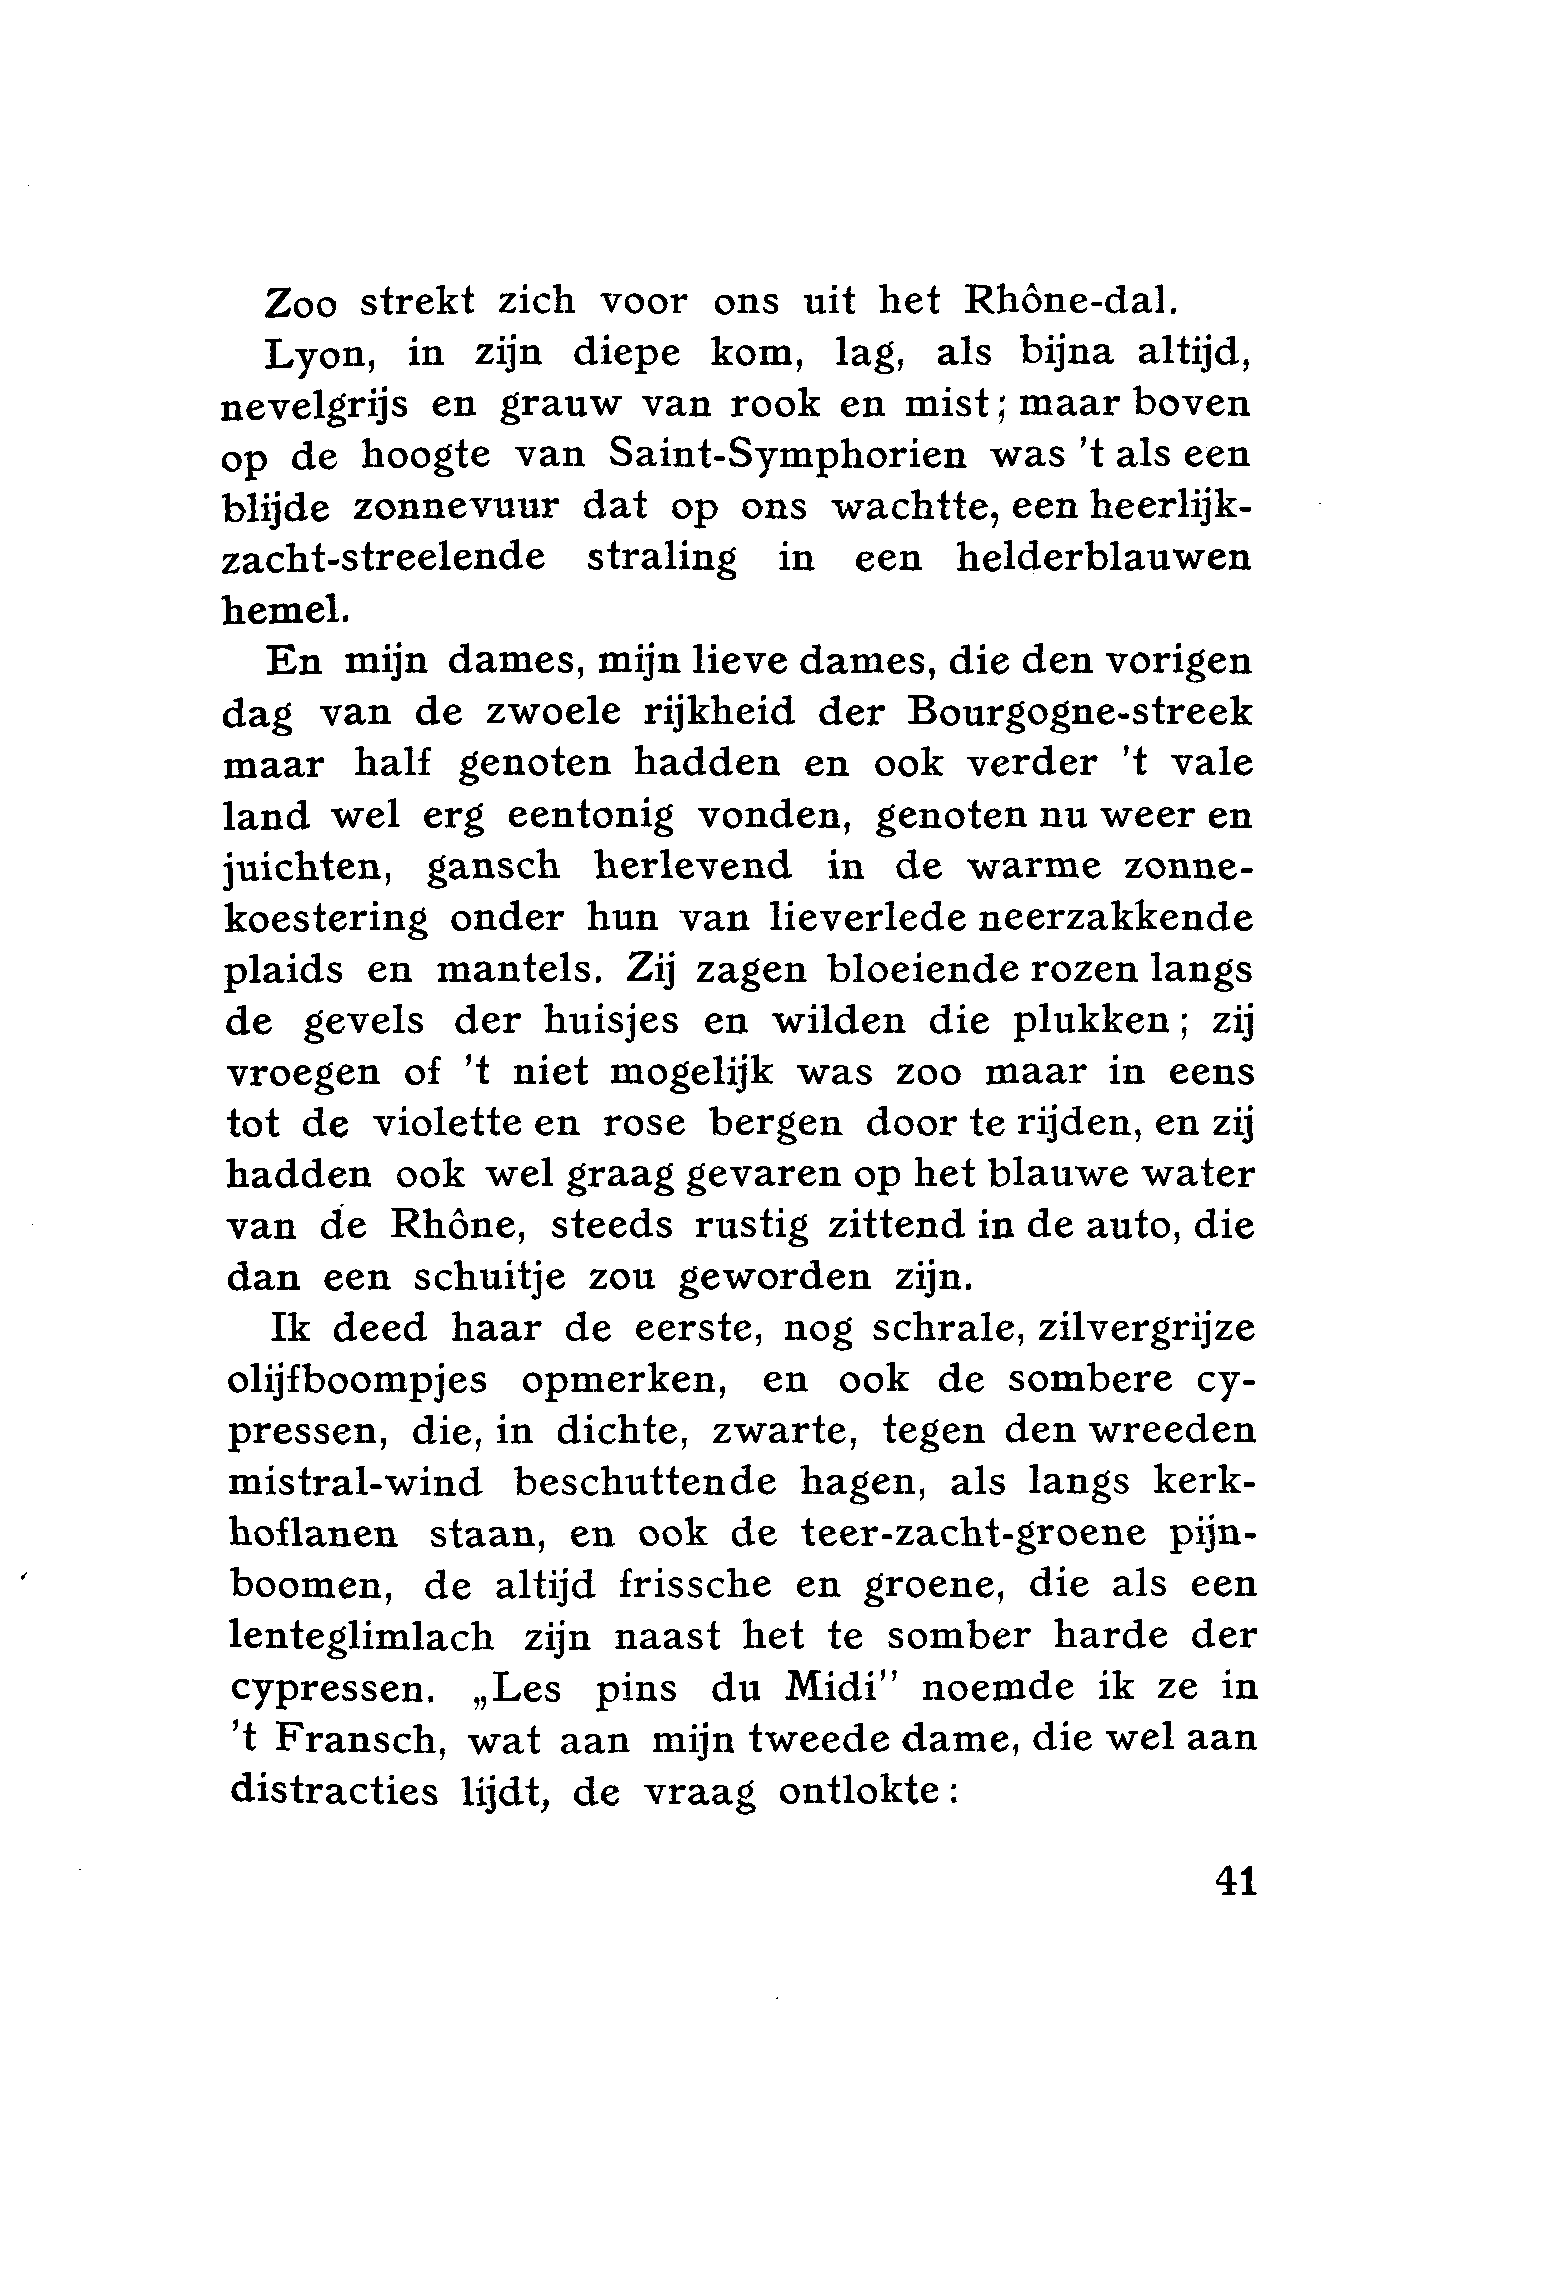 Zoo strekt zich voor ons uit het Rhône-dal.
Lyon, in zijn diepe kom, lag, als bijna altijd,
nevelgrijs en grauw van rook en mist; maar boven
op de hoogte van Saint-Symphorien was 't als een
blijde zonnevuur dat op ons wachtte, een heerlijk-
zacht-streelende straling in een helderblauwen
hemel.
En mijn dames, mijn lieve dames, die den vorigen
dag van de zwoele rijkheid der Bourgogne-streek
maar half genoten hadden en ook verder 't vale
land wel erg eentonig vonden, genoten nu weer en
juichten, gansch herlevend in de warme zonne-
koestering onder hun van lieverlede neerzakkende
plaids en mantels. Zij zagen bloeiende rozen langs
de gevels der huisjes en wilden die plukken; zij
vroegen of 't niet mogelijk was zoo maar in eens
tot de violette en rose bergen door te rijden, en zij
hadden ook wel graag gevaren op het blauwe water
van de Rhône, steeds rustig zittend in de auto, die
dan een schuitje zou geworden zijn.
Ik deed haar de eerste, nog schrale, zilvergrijze
olijfboompjes opmerken, en ook de sombere cy-
pressen, die, in dichte, zwarte, tegen den wreeden
mistral-wind beschuttende hagen, als langs kerk-
hoflanen staan, en ook de teer-zacht-groene pijn-
boomen, de altijd frissche en groene, die als een
lenteglimlach zijn naast het te somber harde der
cypressen. „Les pins du Midi" noemde ik ze in
't Fransch, wat aan mijn tweede dame, die wel aan
distracties lijdt, de vraag ontlokte:
41